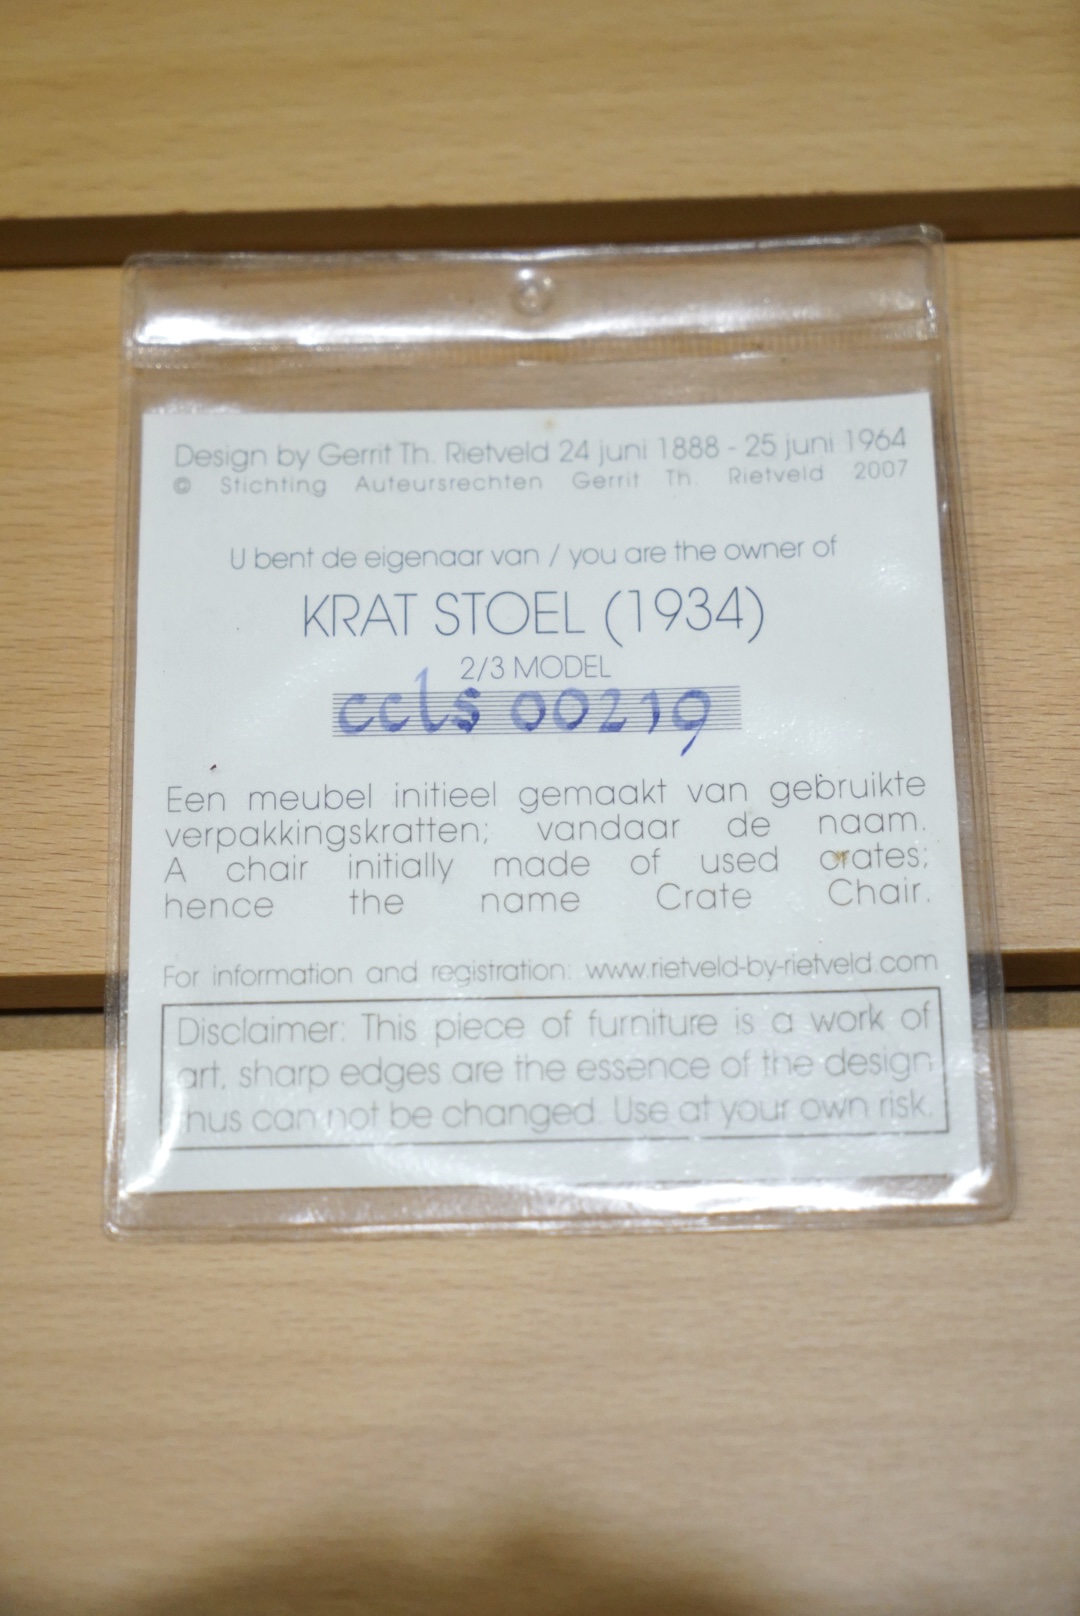 Design by Gerrit Th. Rietveld 24 juni 1888 - 25 juni 1964
© Stichting Auteursrechten Gerrit Th. Rietveld 2007
U bent de eigenaar van / you are the owner of
KRAT STOEL (1934)
2/3 MODEL
ccls 00219
Een meubel initieel gemaakt van gebruikte
verpakkingskratten; vandaar de naam.
A chair initially made of used crates;
hence the name Crate Chair.
For information and registration: www.rietveld-by-rietveld.com
Disclaimer: This piece of furniture is a work of
art, sharp edges are the essence of the design
thus can not be changed. Use at your own risk.